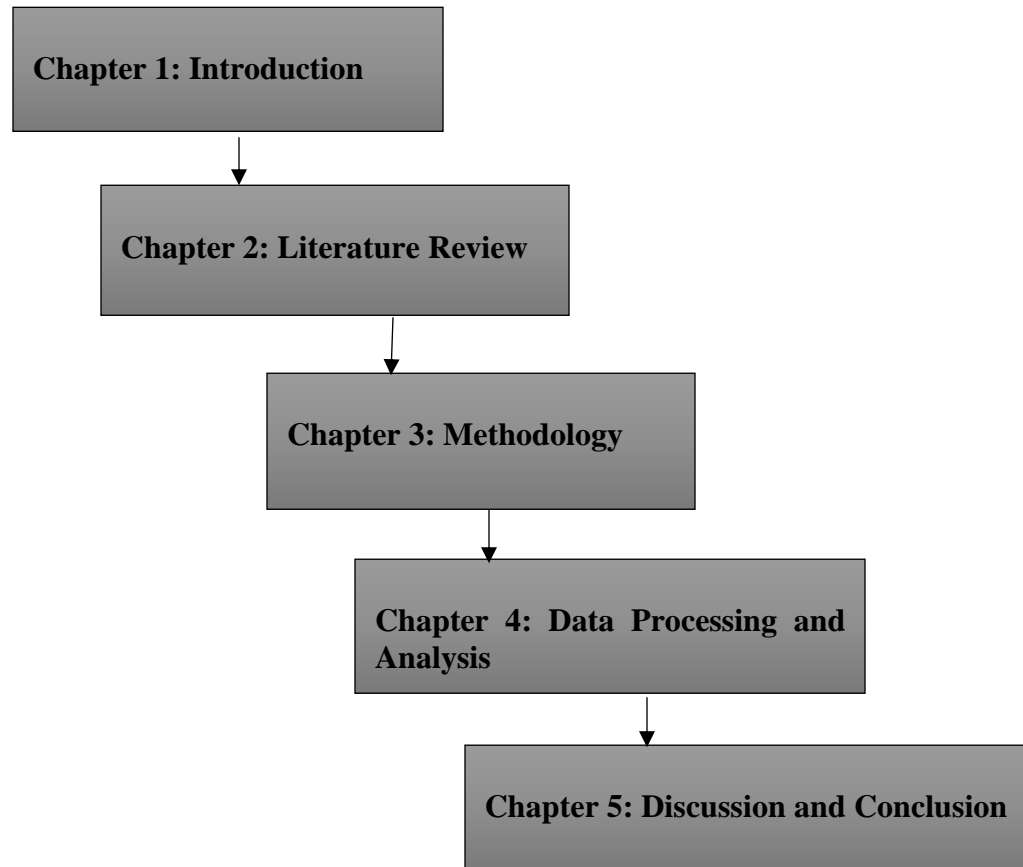 Chapter 1: Introduction
Chapter 2: Literature Review
Chapter 3: Methodology
Chapter 4: Data Processing and
Analysis
Chapter 5: Discussion and Conclusion